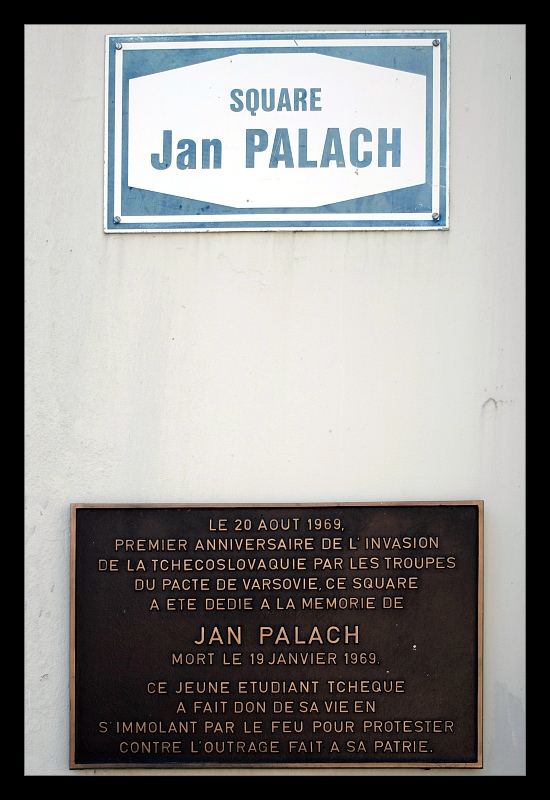 SQUARE
Jan PALACH
LE 20 AOUT 1969,
PREMIER ANNIVERSAIRE DE L'INVASION
DE LA TCHECOSLOVAQUIE PAR LES TROUPES
DU PACTE DE VARSOVIE, CE SQUARE
A ETE DEDIE A LA MEMORIE DE
JAN PALACH
MORT LE 19 JANVIER 1969.
CE JEUNE ETUDIANT TCHEQUE
A FAIT DON DE SA VIE EN
S'IMMOLANT PAR LE FEU POUR PROTESTER
CONTRE L'OUTRAGE FAIT A SA PATRIE.